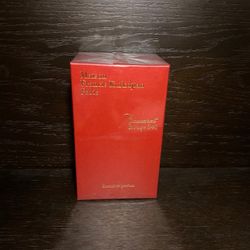 Maison
Francis Kurkdjian
Paris
Baccarat
Rouge 540
Extrait de parfum